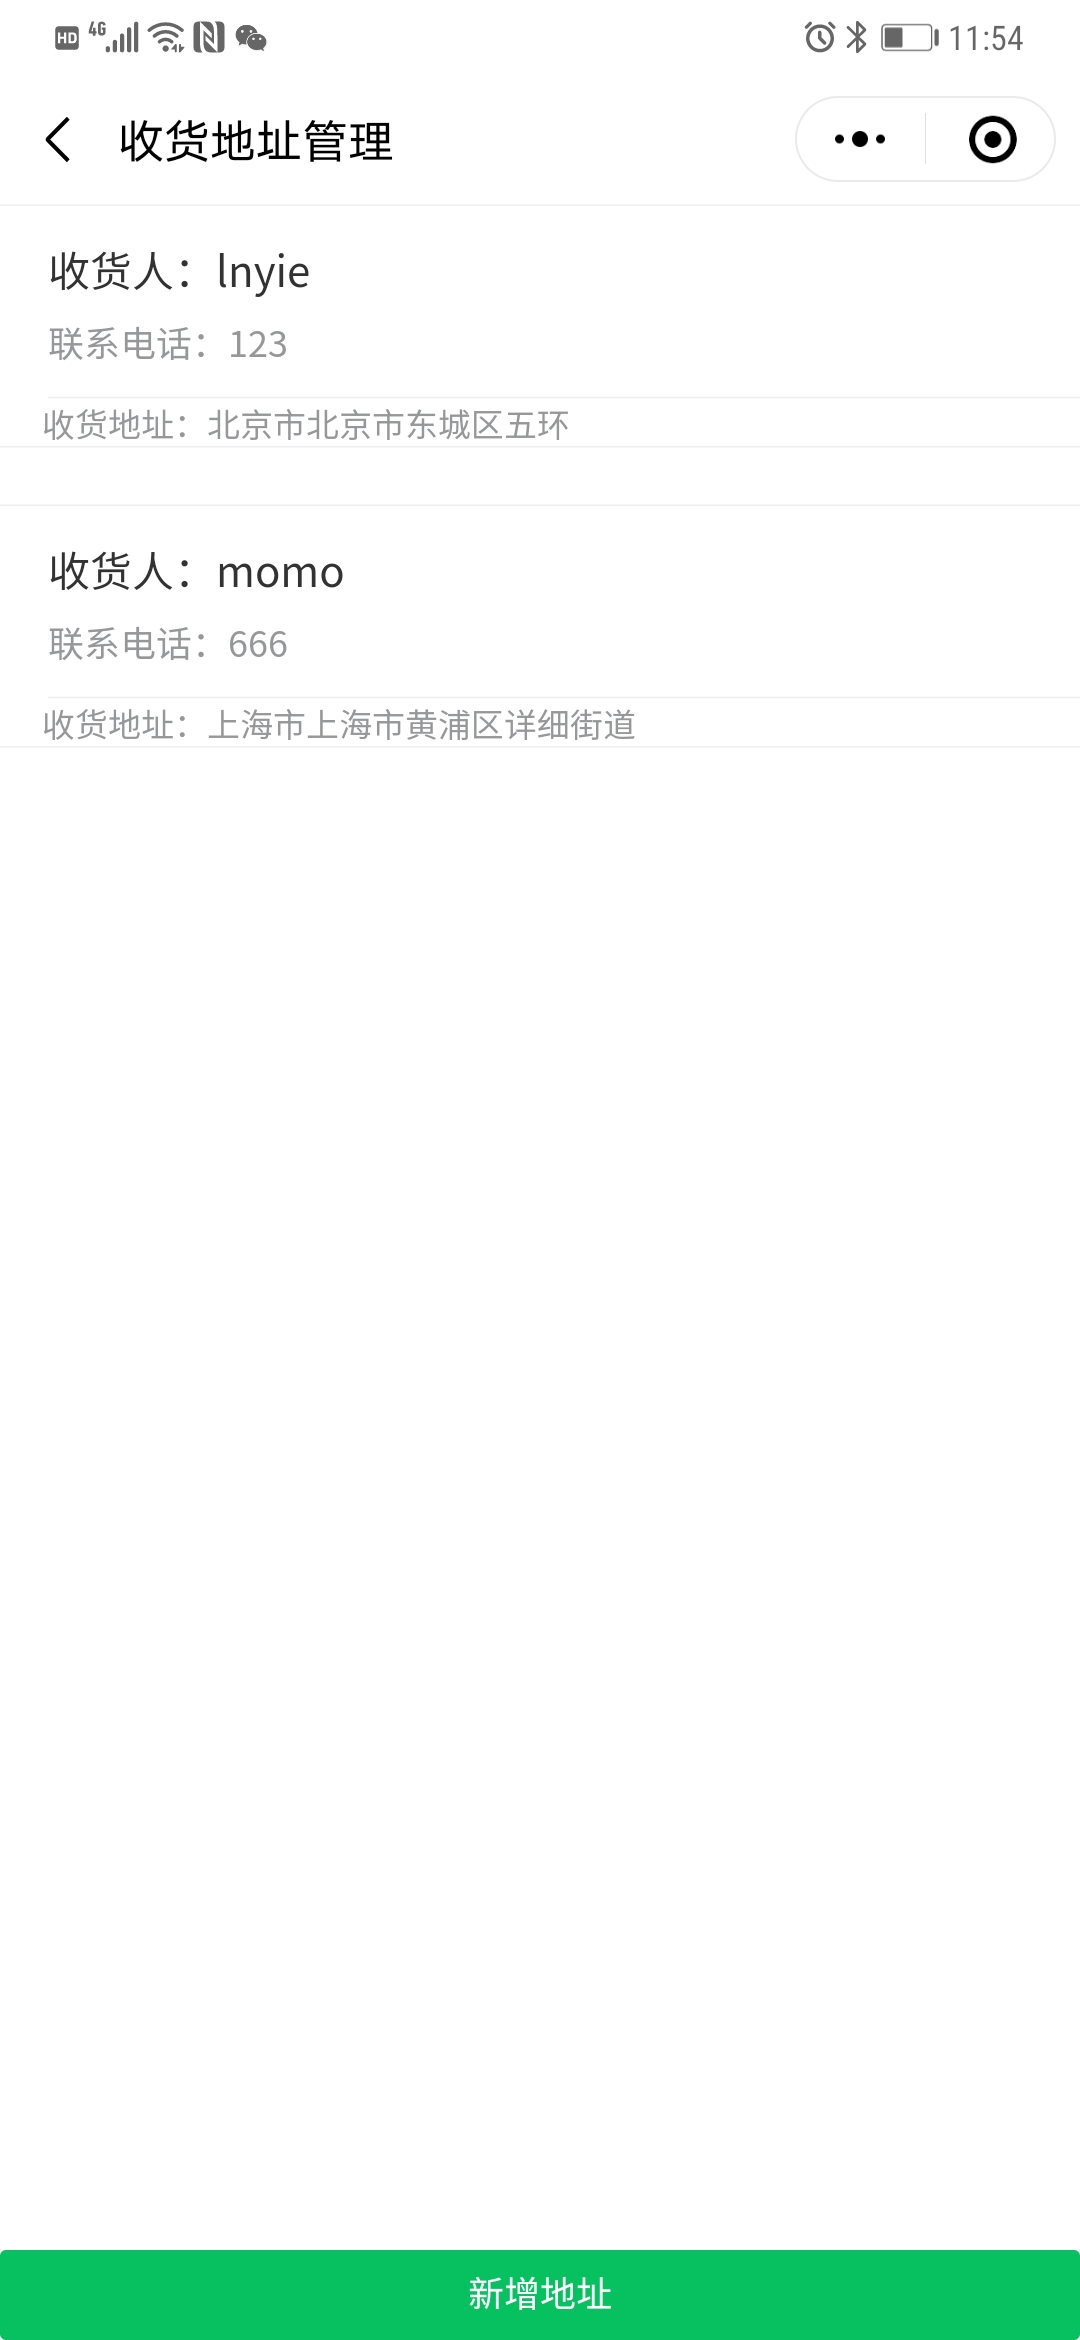 HD 4G 11:54
收货地址管理
收货人：lnyie
联系电话：123
收货地址：北京市北京市东城区五环
收货人：momo
联系电话：666
收货地址：上海市上海市黄浦区详细街道
新增地址